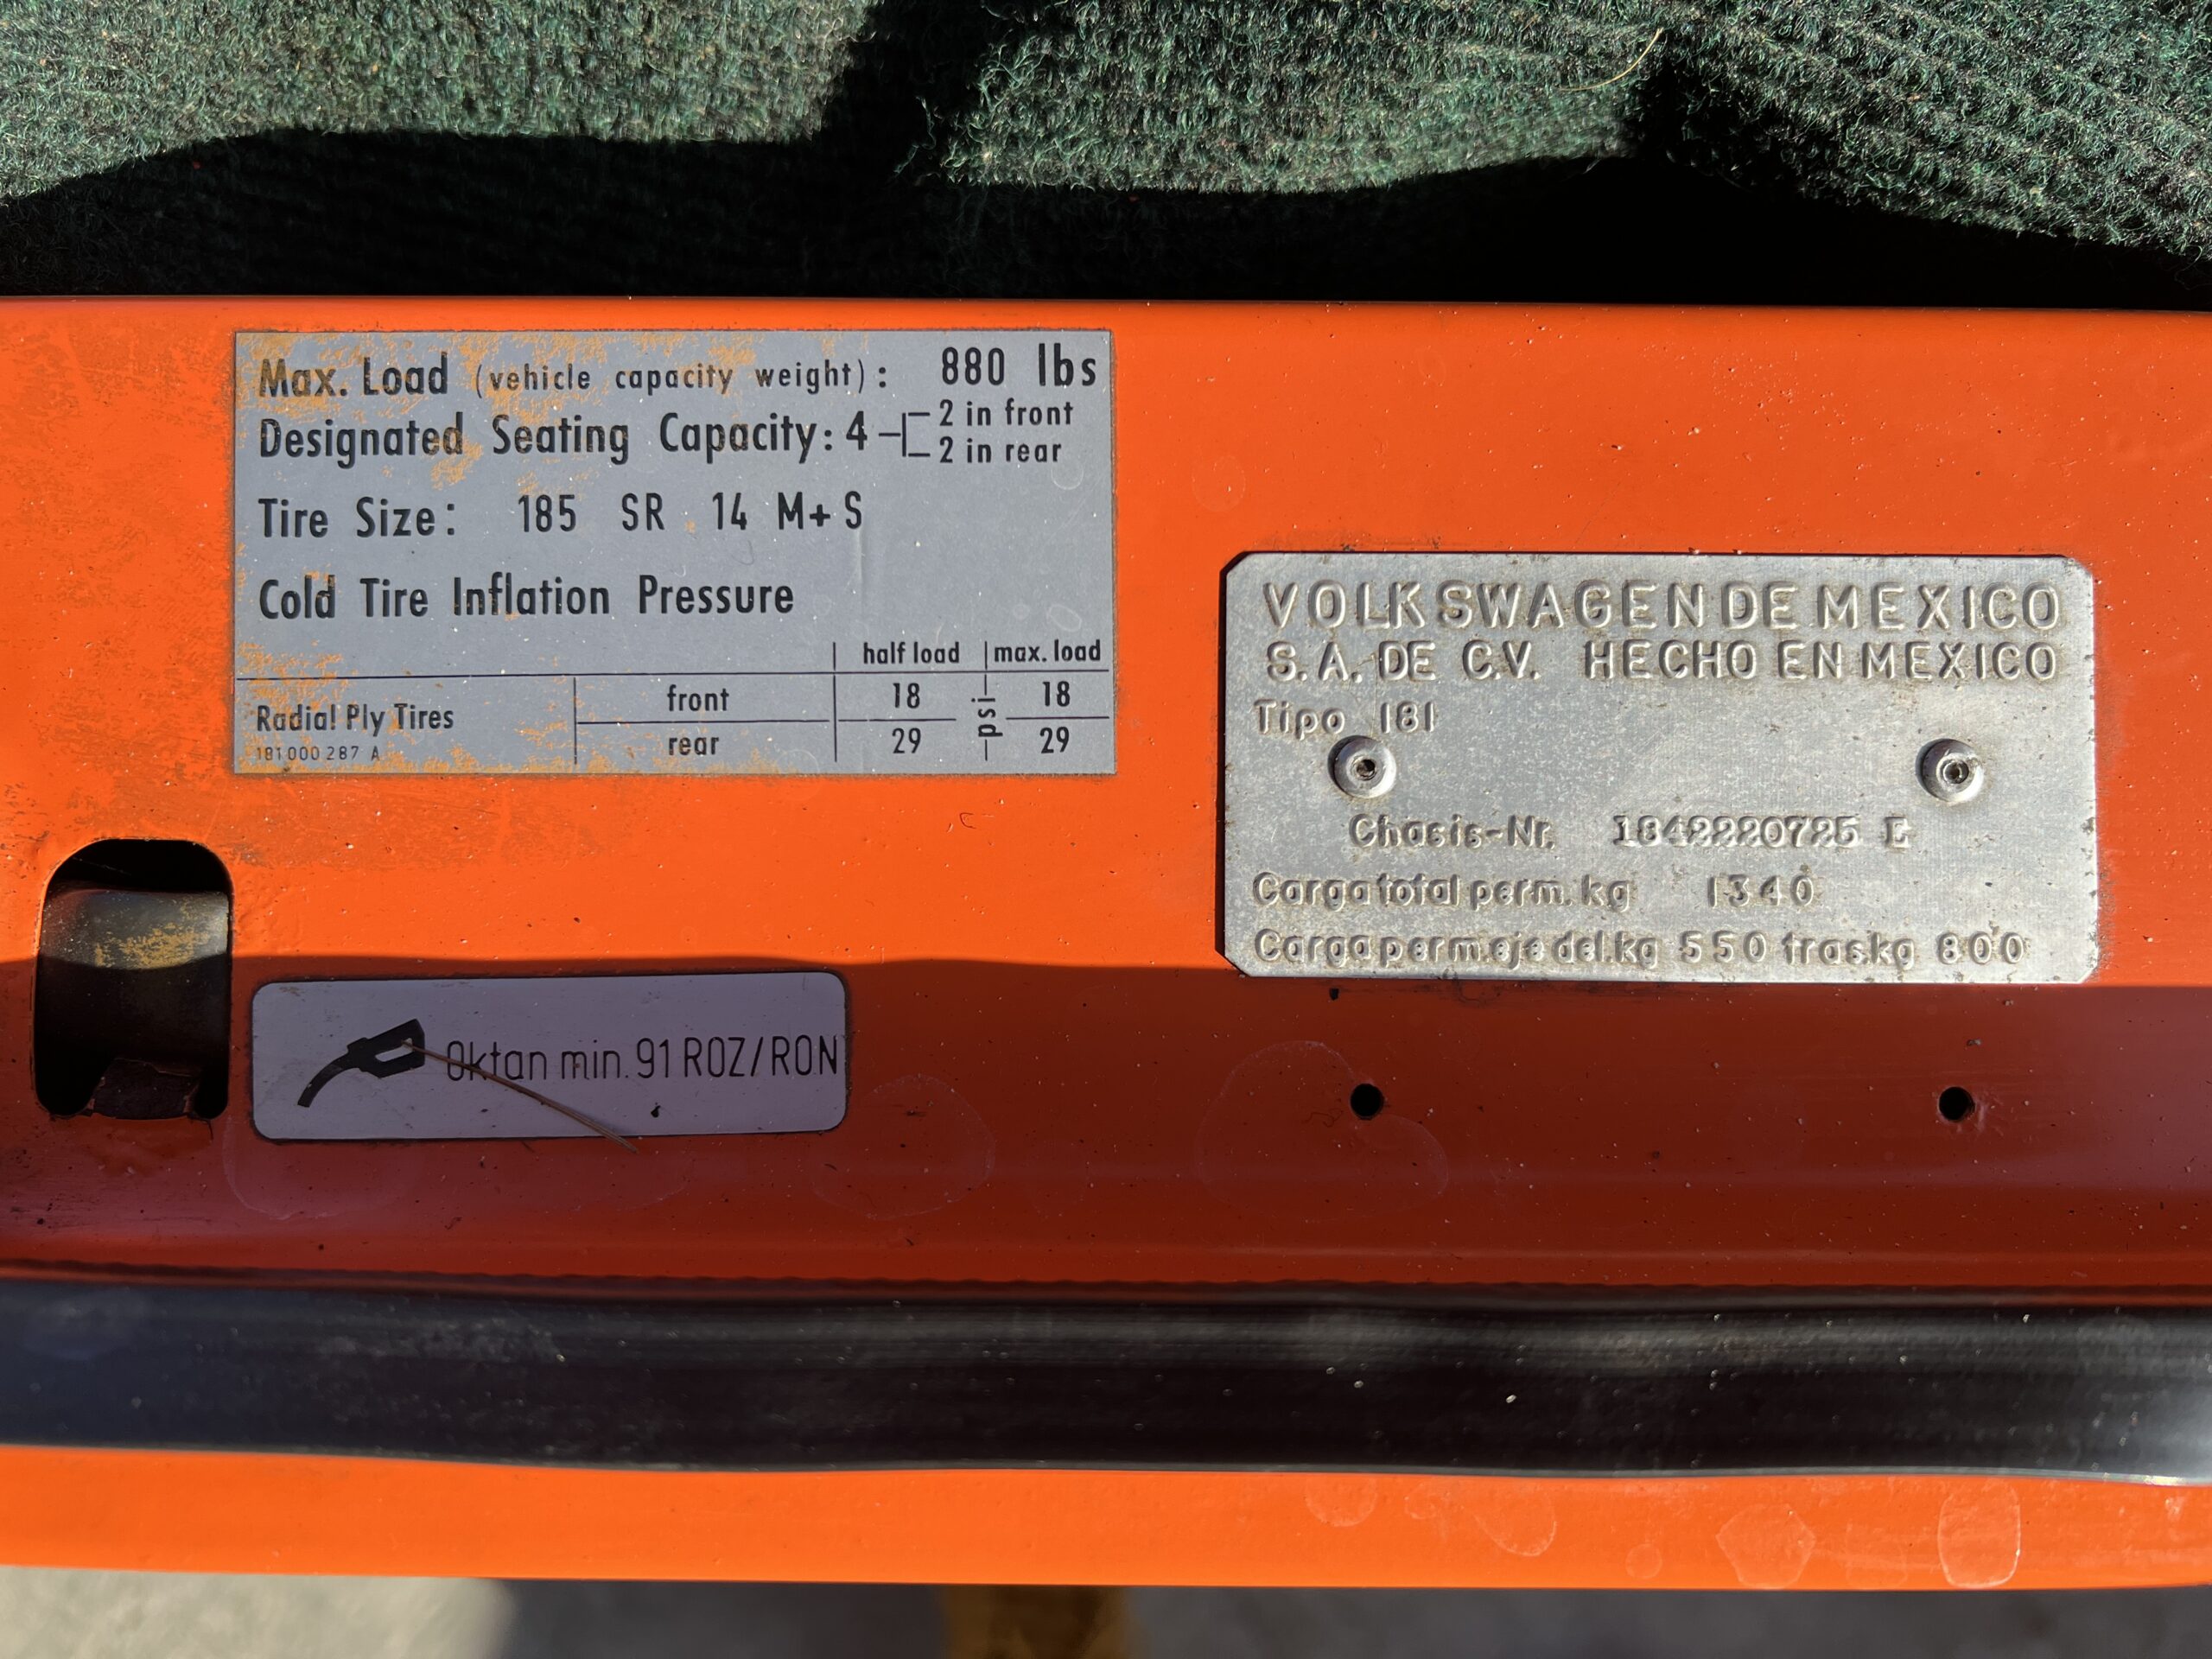 Max. Load (vehicle capacity weight): 880 lbs
Designated Seating Capacity: 4
2 in front
2 in rear
Tire Size: 185 SR 14 M+S
Cold Tire Inflation Pressure
half load max. load
Radial Ply Tires front 18 psi 18
rear 29 29
181 000 287 A
Oktan min. 91 ROZ/RON
VOLKSWAGEN DE MEXICO
S.A. DE C.V. HECHO EN MEXICO
Tipo 181
Chasis-Nr. 1842220725 E
Carga total perm. kg 1340
Carga perm. eje del. kg 550 tras.kg 800